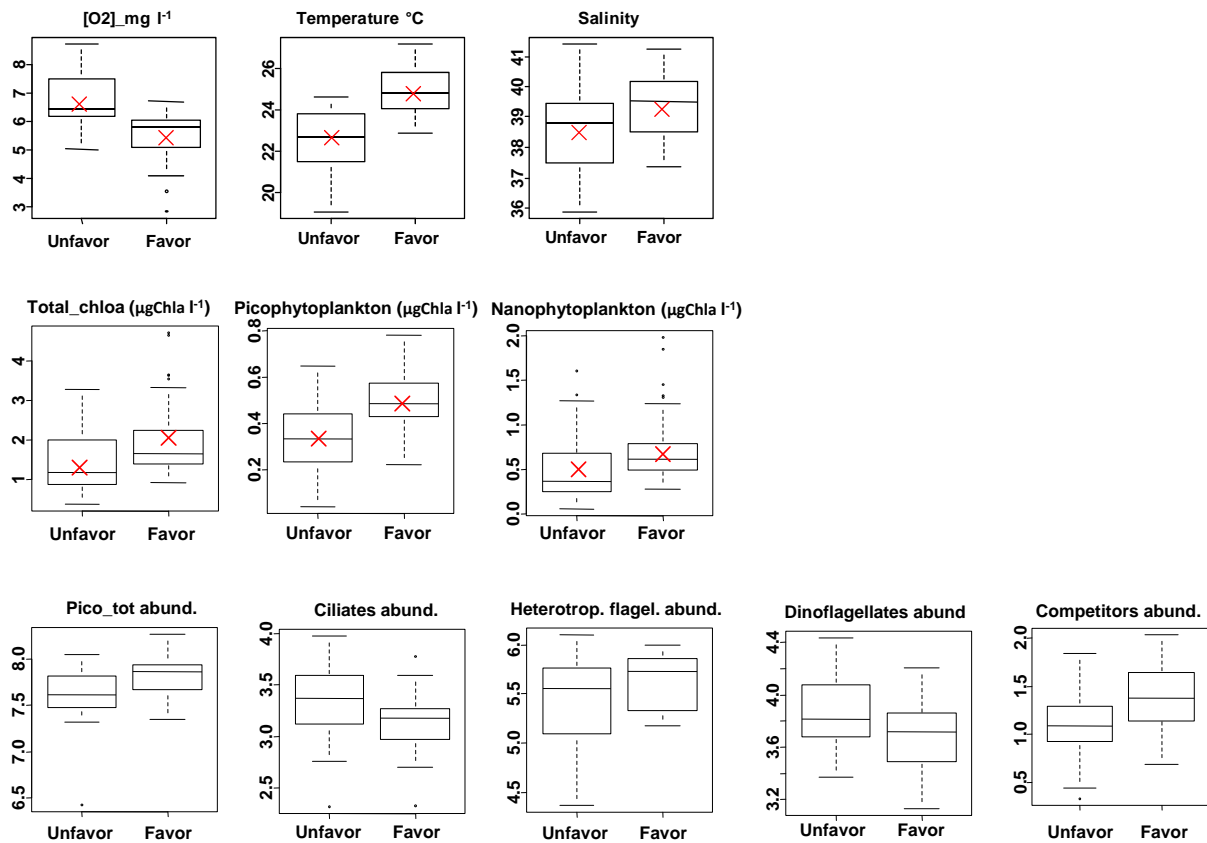 [O2]_mg l-1 Temperature °C Salinity
8 7 6 5 4 3
26 24 22 20
41 40 39 38 37 36
Unfavor Favor Unfavor Favor Unfavor Favor
Total_chloa (µgChla l-1) Picophytoplankton (µgChla l-1) Nanophytoplankton (µgChla l-1)
4 3 2 1
0.8 0.6 0.4 0.2
2.0 1.5 1.0 0.5 0.0
Unfavor Favor Unfavor Favor Unfavor Favor
Pico_tot abund. Ciliates abund. Heterotrop. flagel. abund. Dinoflagellates abund Competitors abund.
8.0 7.5 7.0 6.5
4.0 3.5 3.0 2.5
6.0 5.5 5.0 4.5
4.4 4.0 3.6 3.2
2.0 1.5 1.0 0.5
Unfavor Favor Unfavor Favor Unfavor Favor Unfavor Favor Unfavor Favor